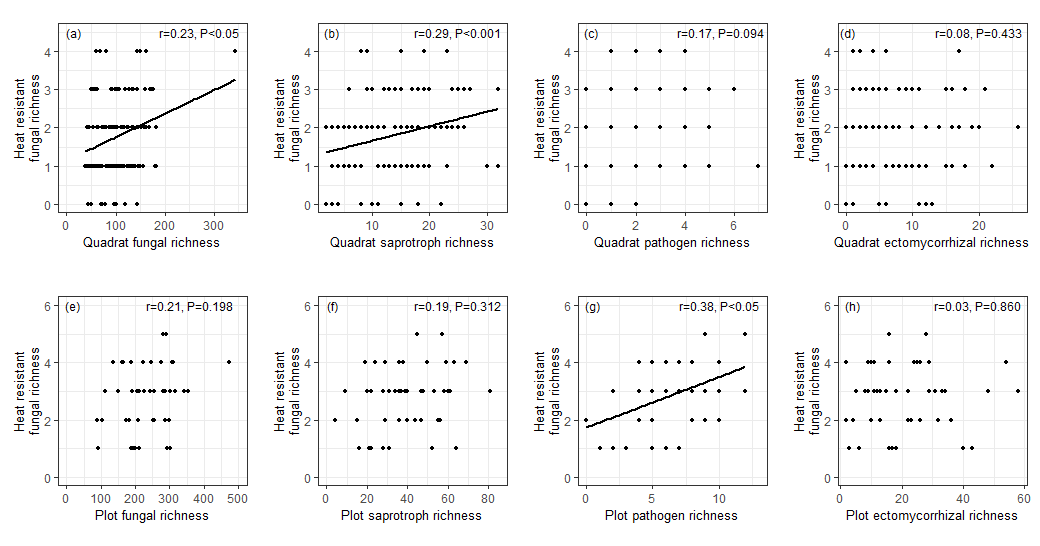 (a) r=0.23, P<0.05
Heat resistant
fungal richness
4
3
2
1
0
0 100 200 300
Quadrat fungal richness
(b) r=0.29, P<0.001
Heat resistant
fungal richness
4
3
2
1
0
10 20 30
Quadrat saprotroph richness
(c) r=0.17, P=0.094
Heat resistant
fungal richness
4
3
2
1
0
0 2 4 6
Quadrat pathogen richness
(d) r=0.08, P=0.433
Heat resistant
fungal richness
4
3
2
1
0
0 10 20
Quadrat ectomycorrhizal richness
(e) r=0.21, P=0.198
Heat resistant
fungal richness
6
4
2
0
0 100 200 300 400 500
Plot fungal richness
(f) r=0.19, P=0.312
Heat resistant
fungal richness
6
4
2
0
0 20 40 60 80
Plot saprotroph richness
(g) r=0.38, P<0.05
Heat resistant
fungal richness
6
4
2
0
0 5 10
Plot pathogen richness
(h) r=0.03, P=0.860
Heat resistant
fungal richness
6
4
2
0
0 20 40 60
Plot ectomycorrhizal richness